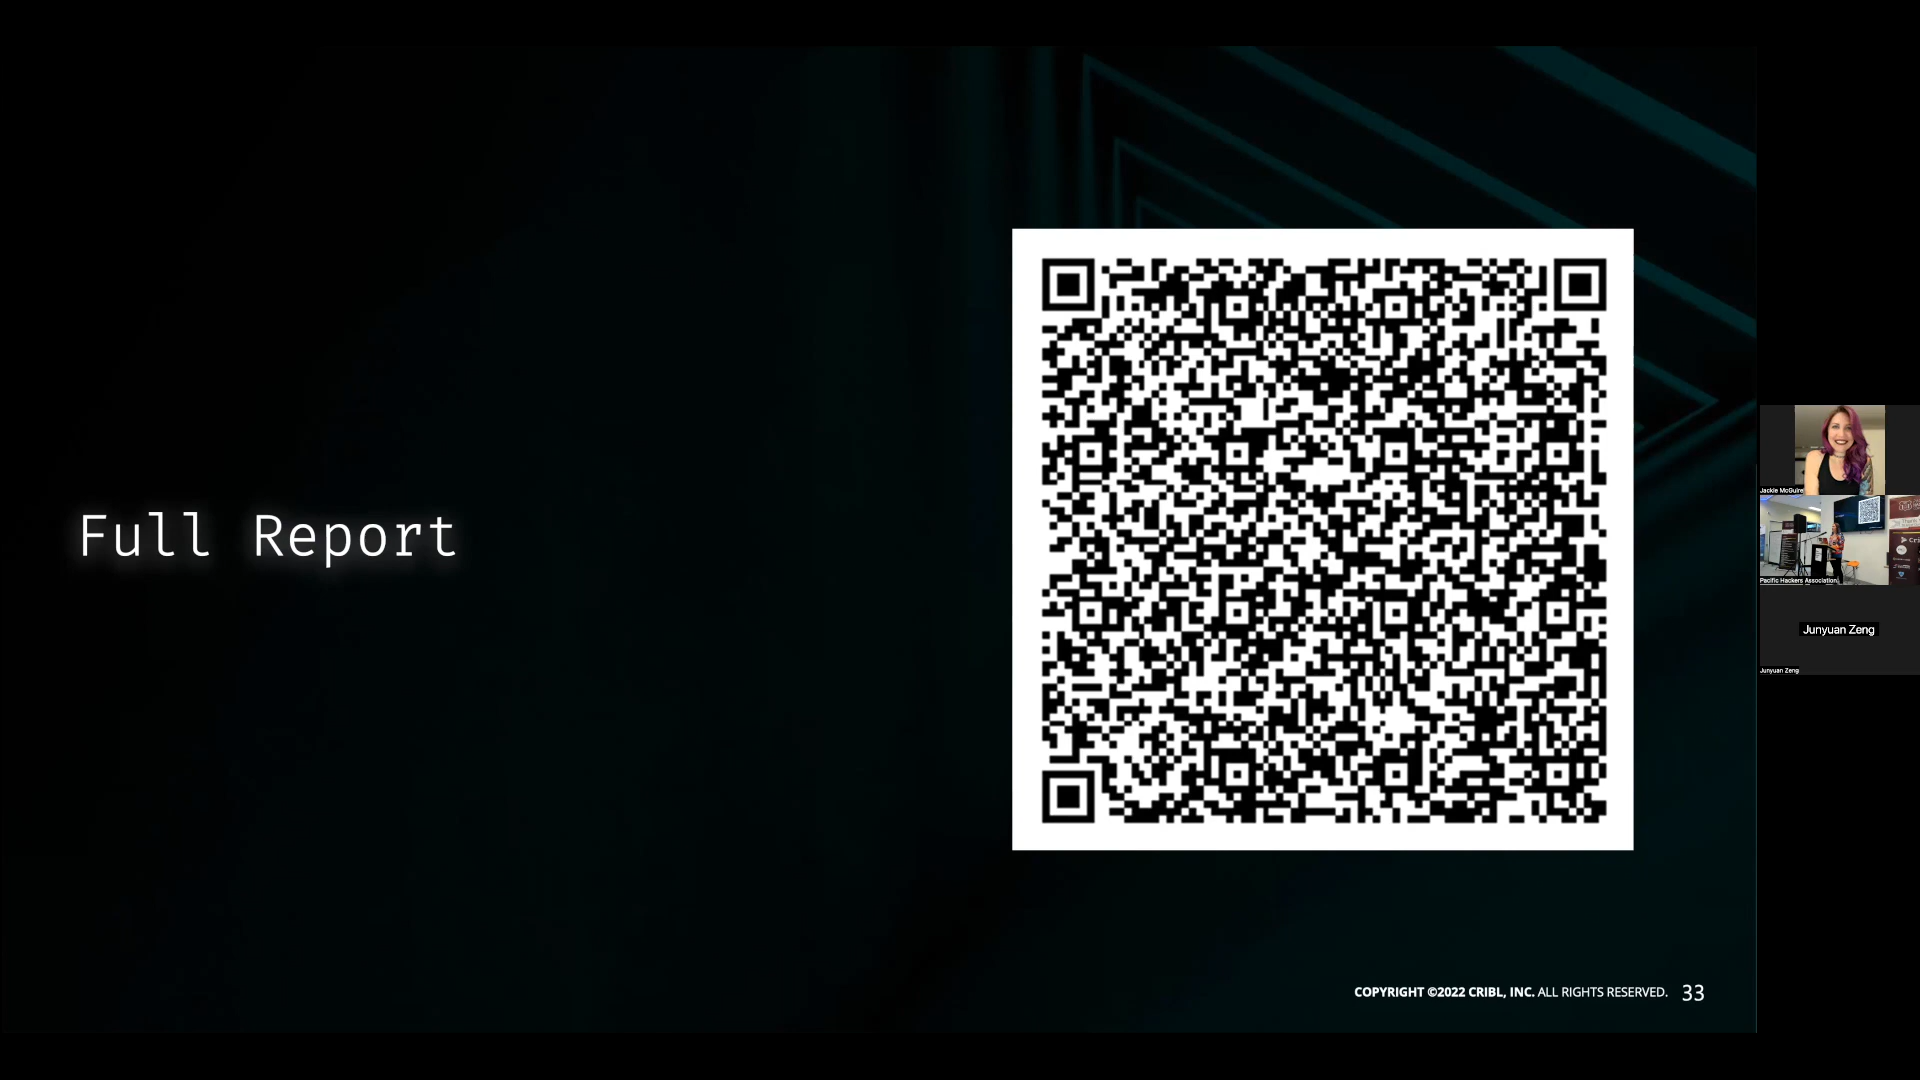 Full Report
COPYRIGHT ©2022 CRIBL, INC. ALL RIGHTS RESERVED. 33
Jackie McGuire
Pacific Hackers Association
Junyuan Zeng
Junyuan Zeng